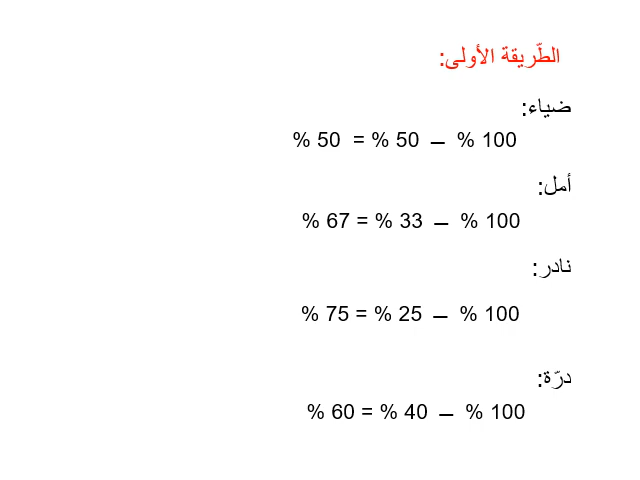 الطّريقة الأولى:
ضياء:
% 100 – % 50 = % 50
أمل:
% 100 – % 33 = % 67
نادر:
% 100 – % 25 = % 75
درّة:
% 100 – % 40 = % 60